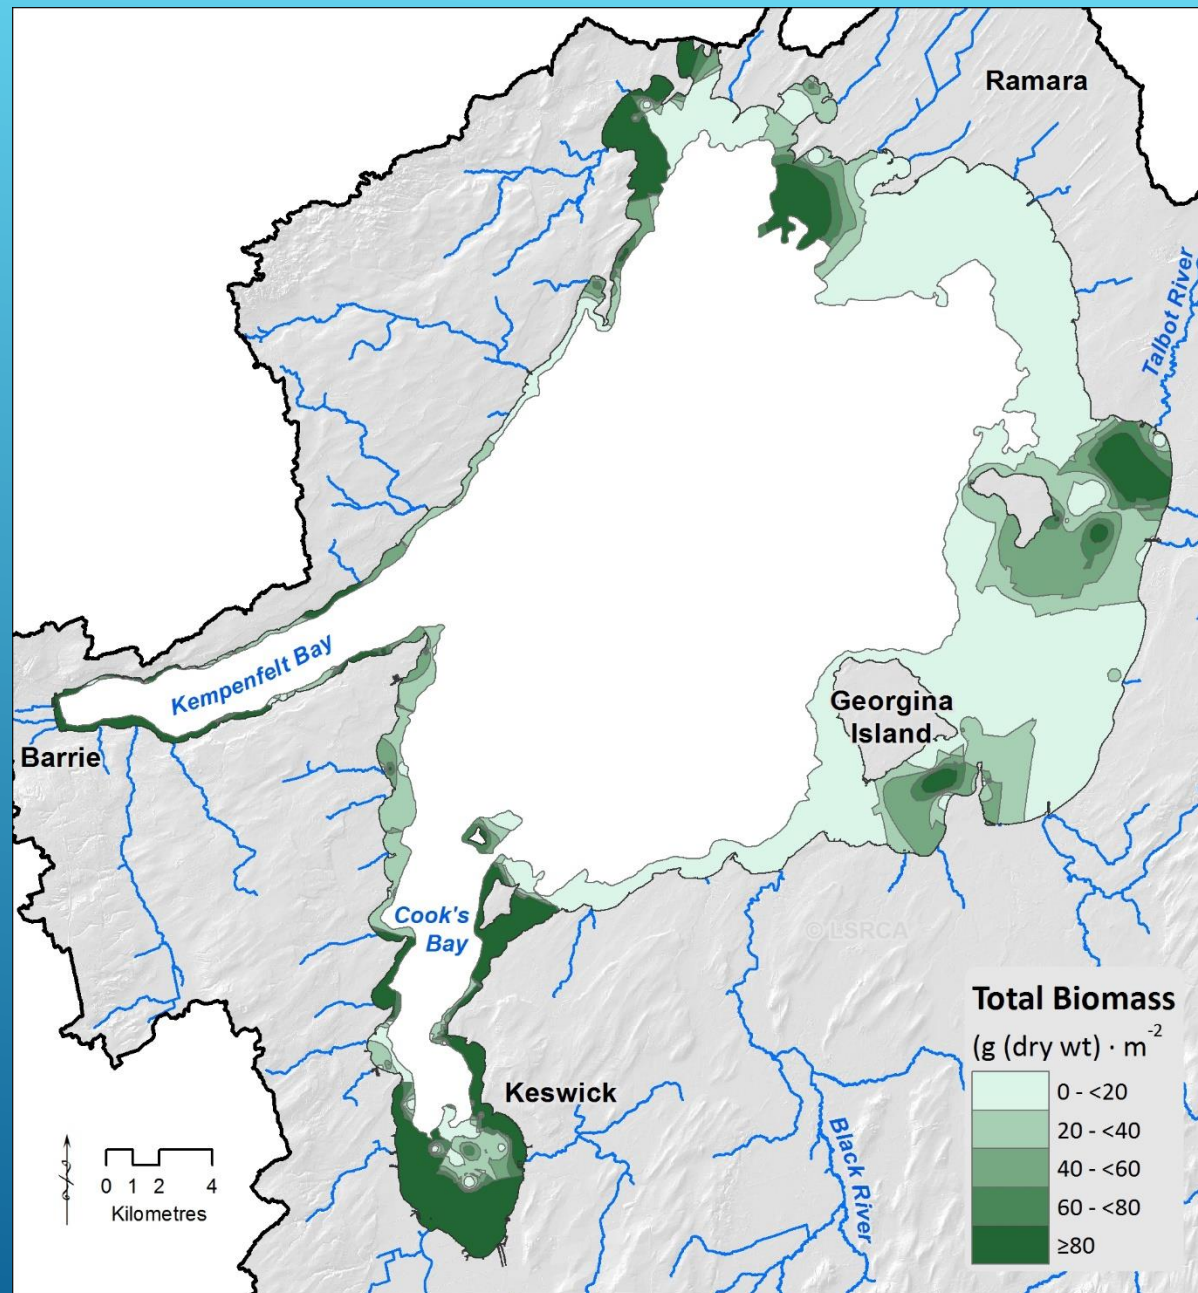 Ramara
Talbot River
Kempenfelt Bay
Georgina
Island
Barrie
Cook's
Bay
© LSRCA
Total Biomass
(g (dry wt) · m⁻²
0 - <20
20 - <40
40 - <60
60 - <80
≥80
Keswick
Black River
0 1 2 4
Kilometres